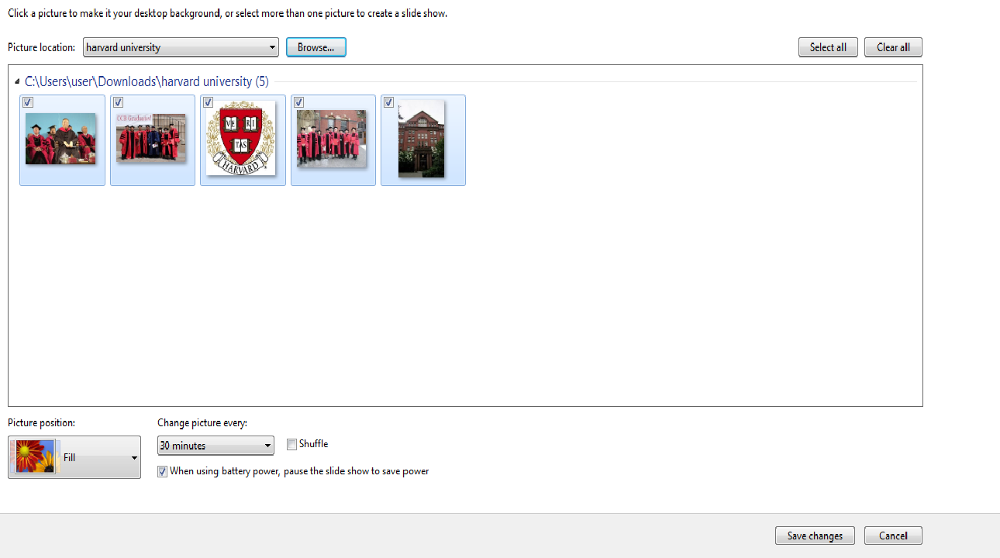 Click a picture to make it your desktop background, or select more than one picture to create a slide show.
Picture location: harvard university Browse... Select all Clear all
C:\Users\user\Downloads\harvard university (5)
CCB Graduates!
VE RI
TAS
HARVARD
Picture position: Change picture every:
Fill 30 minutes Shuffle
When using battery power, pause the slide show to save power
Save changes Cancel